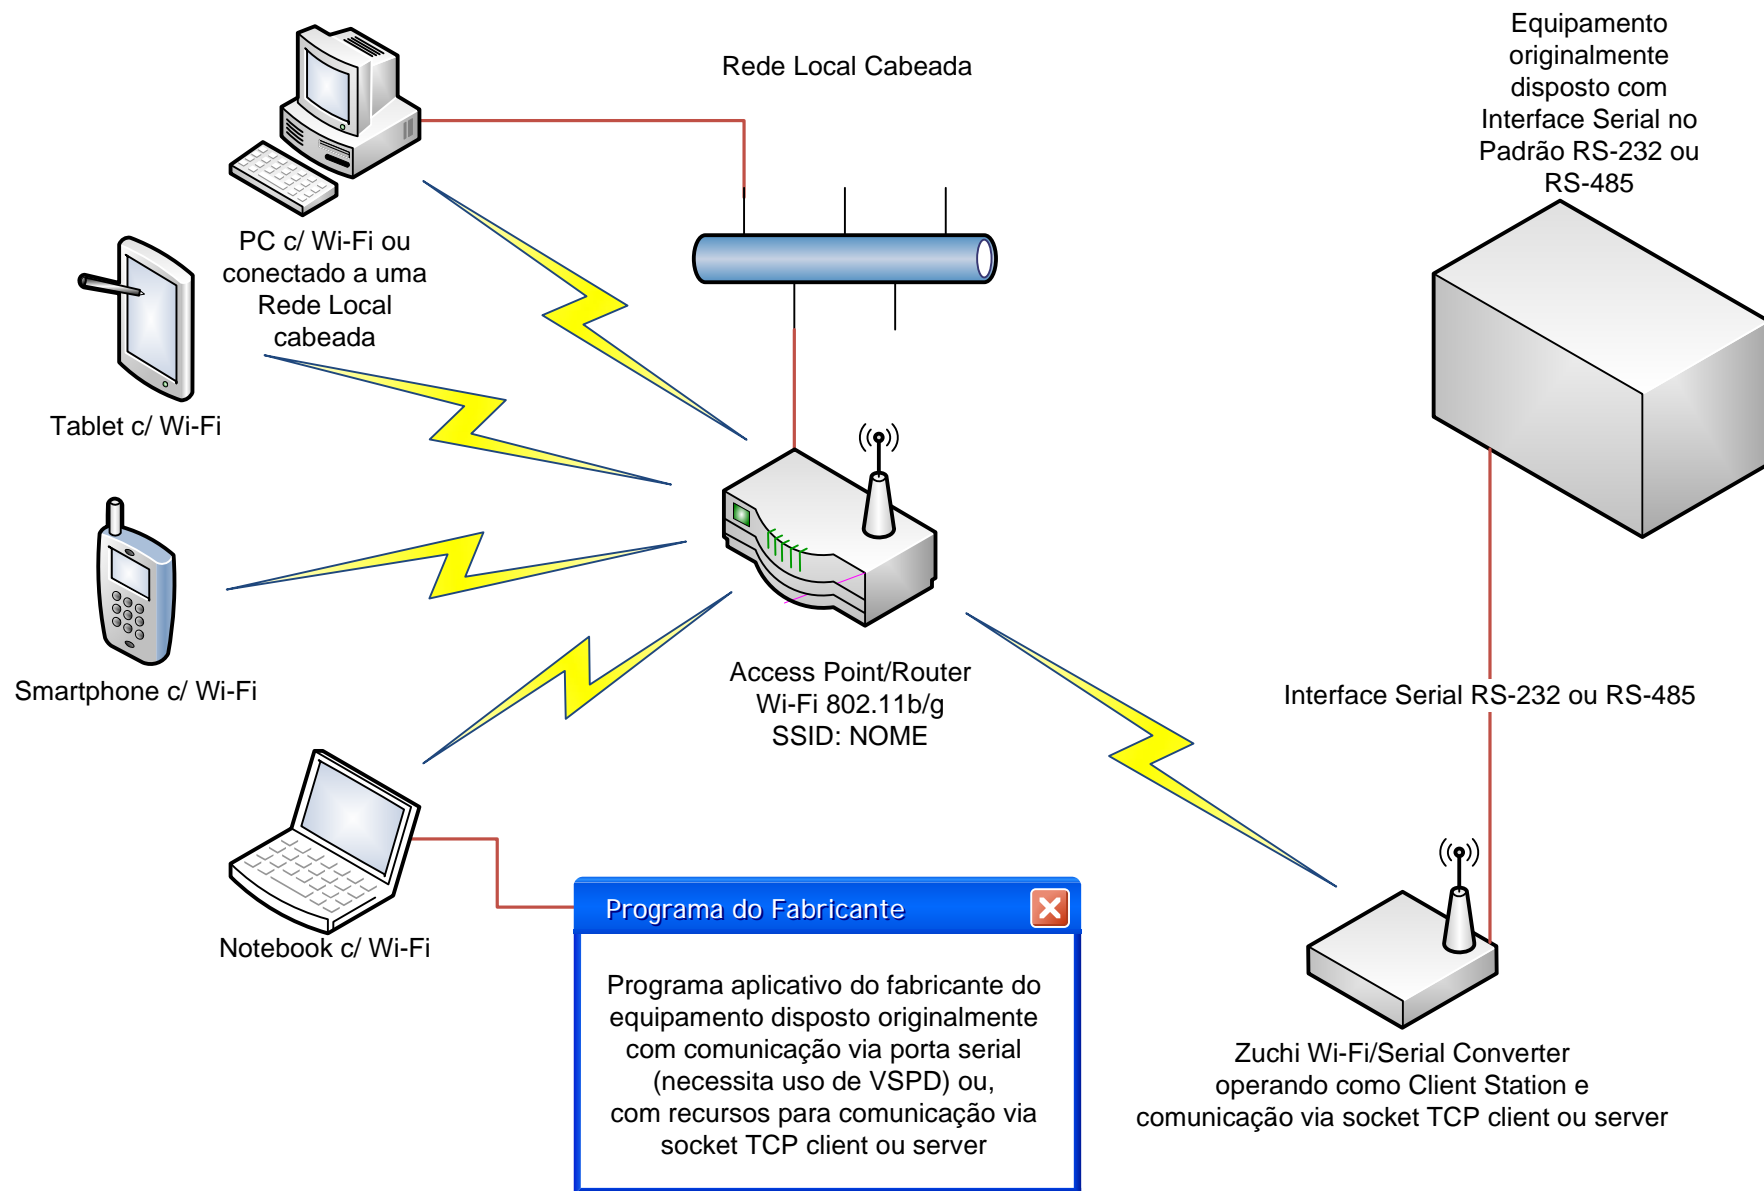 Rede Local Cabeada
Equipamento
originalmente
disposto com
Interface Serial no
Padrão RS-232 ou
RS-485
PC c/ Wi-Fi ou
conectado a uma
Rede Local
cabeada
Tablet c/ Wi-Fi
Smartphone c/ Wi-Fi
Access Point/Router
Wi-Fi 802.11b/g
SSID: NOME
Interface Serial RS-232 ou RS-485
Notebook c/ Wi-Fi
Programa do Fabricante
Programa aplicativo do fabricante do
equipamento disposto originalmente
com comunicação via porta serial
(necessita uso de VSPD) ou,
com recursos para comunicação via
socket TCP client ou server
Zuchi Wi-Fi/Serial Converter
operando como Client Station e
comunicação via socket TCP client ou server